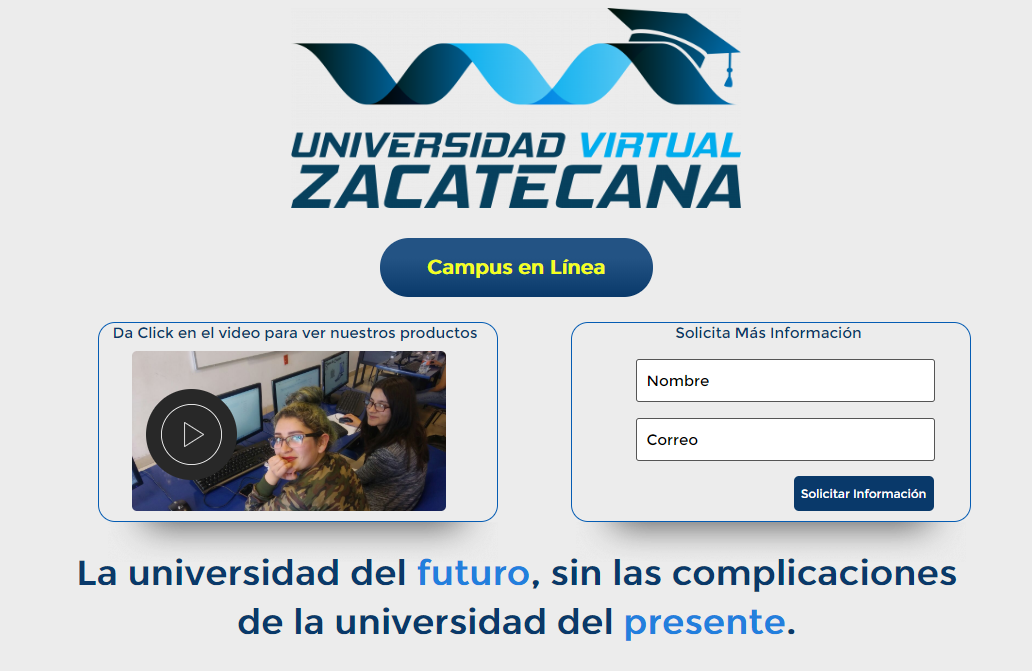 UNIVERSIDAD VIRTUAL
ZACATECANA
Campus en Línea
Da Click en el video para ver nuestros productos
Solicita Más Información
Nombre
Correo
Solicitar Información
La universidad del futuro, sin las complicaciones
de la universidad del presente.